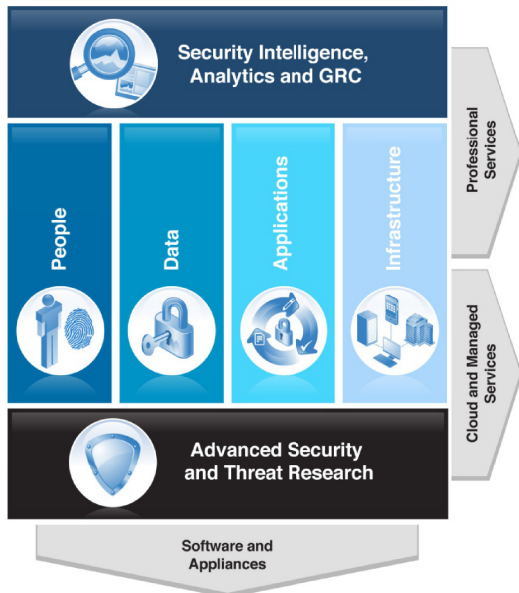 Security Intelligence,
Analytics and GRC
People
Data
Applications
Infrastructure
Professional
Services
Cloud and Managed
Services
Advanced Security
and Threat Research
Software and
Appliances